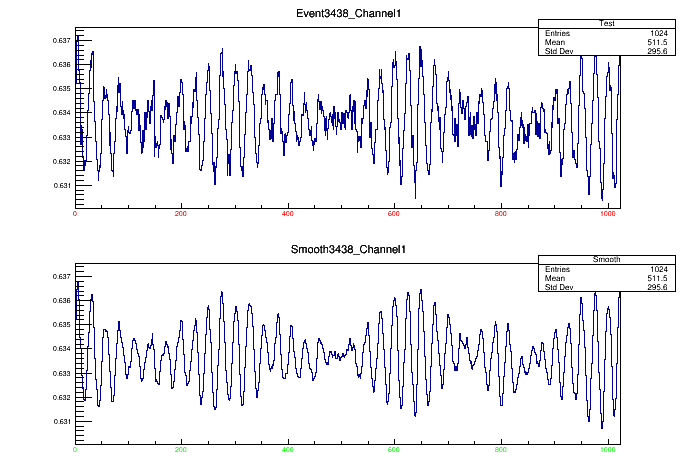 Event3438_Channel1
Test
Entries 1024
Mean 511.5
Std Dev 295.6
0.637
0.636
0.635
0.634
0.633
0.632
0.631
0 200 400 600 800 1000
Smooth3438_Channel1
Smooth
Entries 1024
Mean 511.5
Std Dev 295.6
0.637
0.636
0.635
0.634
0.633
0.632
0.631
0 200 400 600 800 1000